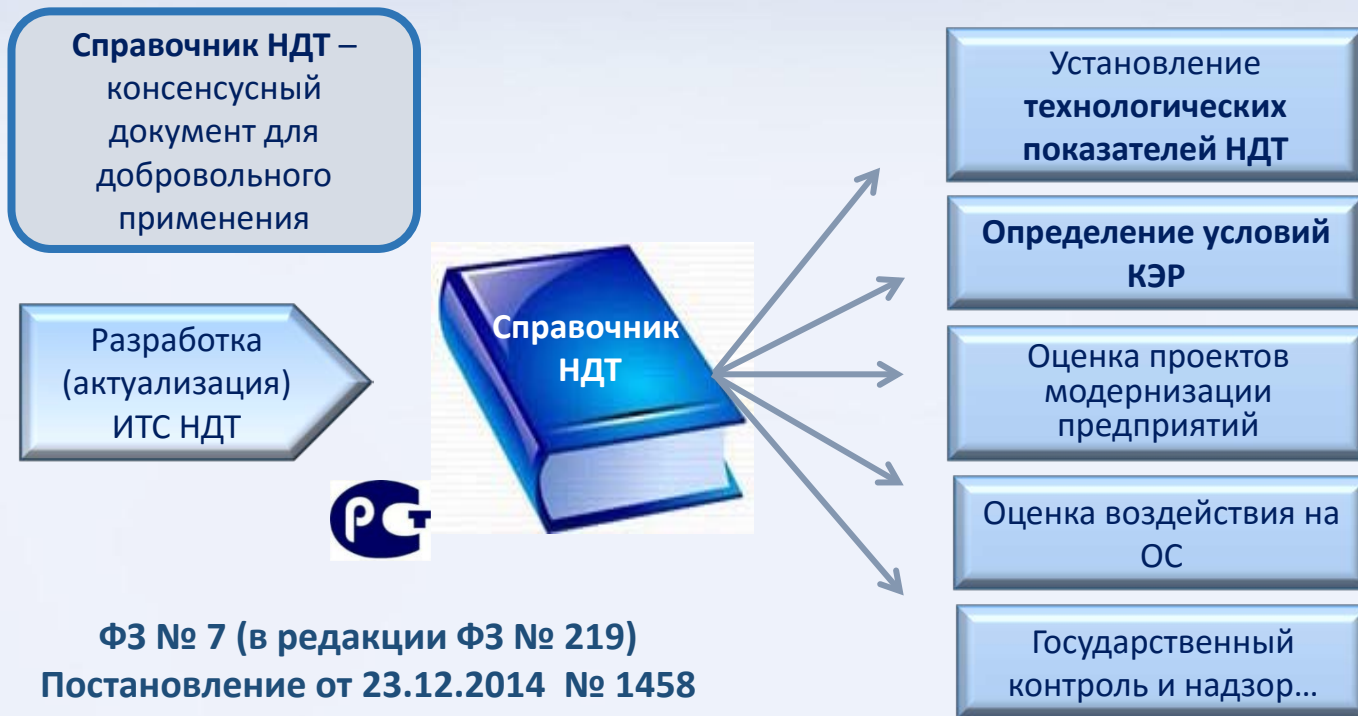 Справочник НДТ –
консенсусный
документ для
добровольного
применения
Разработка
(актуализация)
ИТС НДТ
Справочник
НДТ
РСТ
ФЗ № 7 (в редакции ФЗ № 219)
Постановление от 23.12.2014 № 1458
Установление
технологических
показателей НДТ
Определение условий
КЭР
Оценка проектов
модернизации
предприятий
Оценка воздействия на
ОС
Государственный
контроль и надзор…